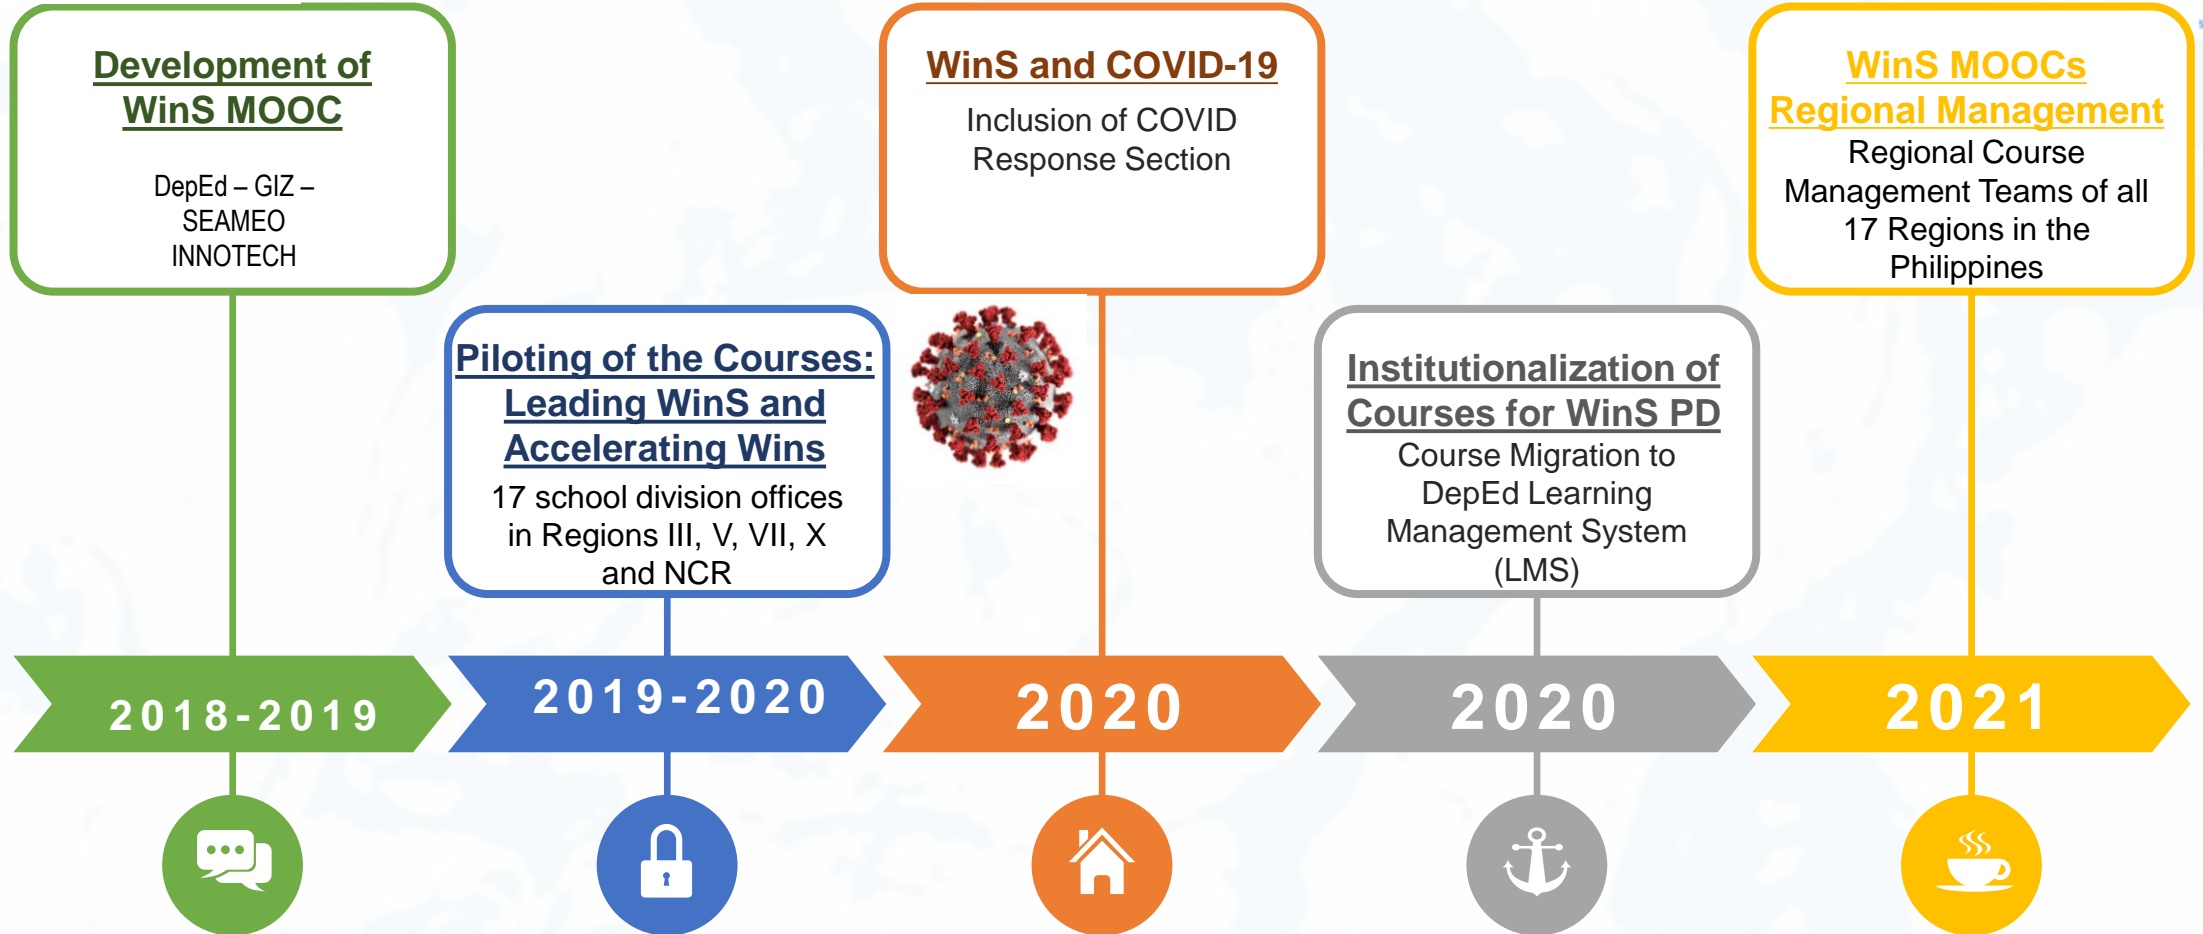 Development of
WinS MOOC
DepEd – GIZ –
SEAMEO
INNOTECH
Piloting of the Courses:
Leading WinS and
Accelerating Wins
17 school division offices
in Regions III, V, VII, X
and NCR
WinS and COVID-19
Inclusion of COVID
Response Section
Institutionalization of
Courses for WinS PD
Course Migration to
DepEd Learning
Management System
(LMS)
WinS MOOCs
Regional Management
Regional Course
Management Teams of all
17 Regions in the
Philippines
2018-2019
2019-2020
2020
2020
2021